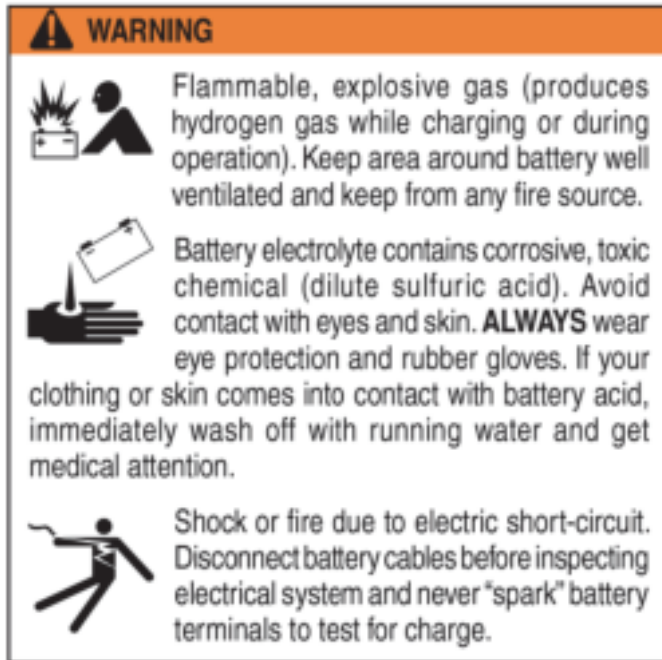 WARNING
Flammable, explosive gas (produces
hydrogen gas while charging or during
operation). Keep area around battery well
ventilated and keep from any fire source.
Battery electrolyte contains corrosive, toxic
chemical (dilute sulfuric acid). Avoid
contact with eyes and skin. ALWAYS wear
eye protection and rubber gloves. If your
clothing or skin comes into contact with battery acid,
immediately wash off with running water and get
medical attention.
Shock or fire due to electric short-circuit.
Disconnect battery cables before inspecting
electrical system and never “spark” battery
terminals to test for charge.